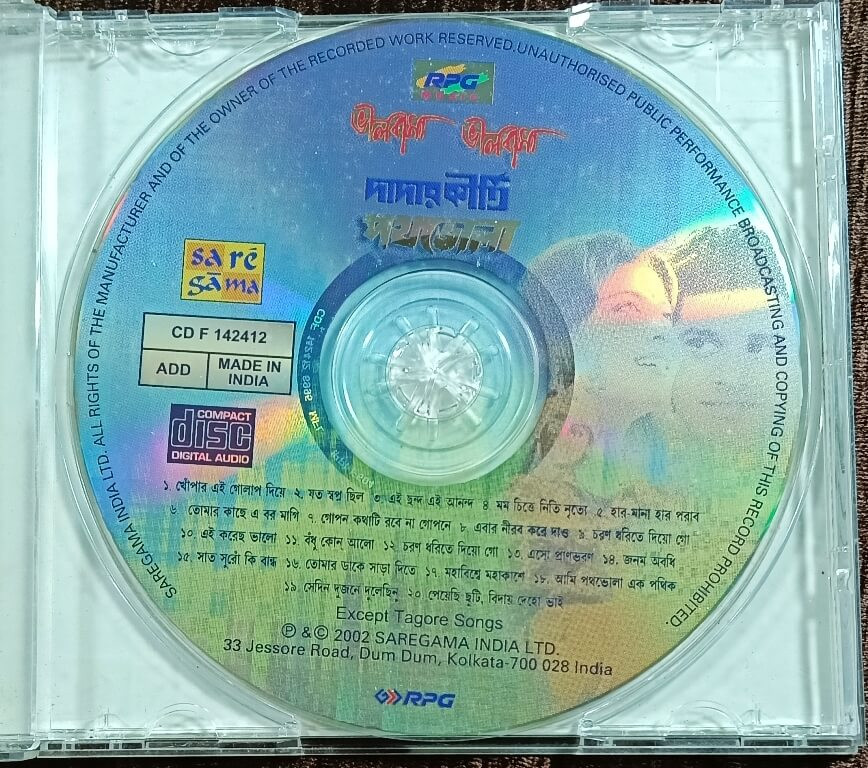 SAREGAMA INDIA LTD. ALL RIGHTS OF THE MANUFACTURER AND OF THE OWNER OF THE RECORDED WORK RESERVED. UNAUTHORISED PUBLIC PERFORMANCE BROADCASTING AND COPYING OF THIS RECORD PROHIBITED.
RPG
MUSIC
ভালবাসা ভালবাসা
দাদার কীর্তি
পথভোলা
sa re
gāma
CD F 142412
ADD MADE IN INDIA
COMPACT
disc
DIGITAL AUDIO
১. খোঁপার এই গোলাপ দিয়ে ২. যত স্বপ্ন ছিল ৩. এই ছন্দ এই আনন্দ ৪. মম চিত্তে নিতি নৃত্যে ৫. হার-মানা হার পরাব
৬. তোমার কাছে এ বর মাগি ৭. গোপন কথাটি রবে না গোপনে ৮. এবার নীরব করে দাও ৯. চরণ ধরিতে দিয়ো গো
১০. এই করেছ ভালো ১১. বঁধু কোন আলো ১২. চরণ ধরিতে দিয়ো গো ১৩. এসো প্রাণভরণ ১৪. জনম অবধি
১৫. সাত সুরোঁ কি বান্ধ ১৬. তোমার ডাকে সাড়া দিতে ১৭. মহাবিশ্বে মহাকাশে ১৮. আমি পথভোলা এক পথিক
১৯. সেদিন দুজনে দুলেছিনু ২০. পেয়েছি ছুটি, বিদায় দেহো ভাই
Except Tagore Songs
℗ & © 2002 SAREGAMA INDIA LTD.
33 Jessore Road, Dum Dum, Kolkata-700 028 India
RPG